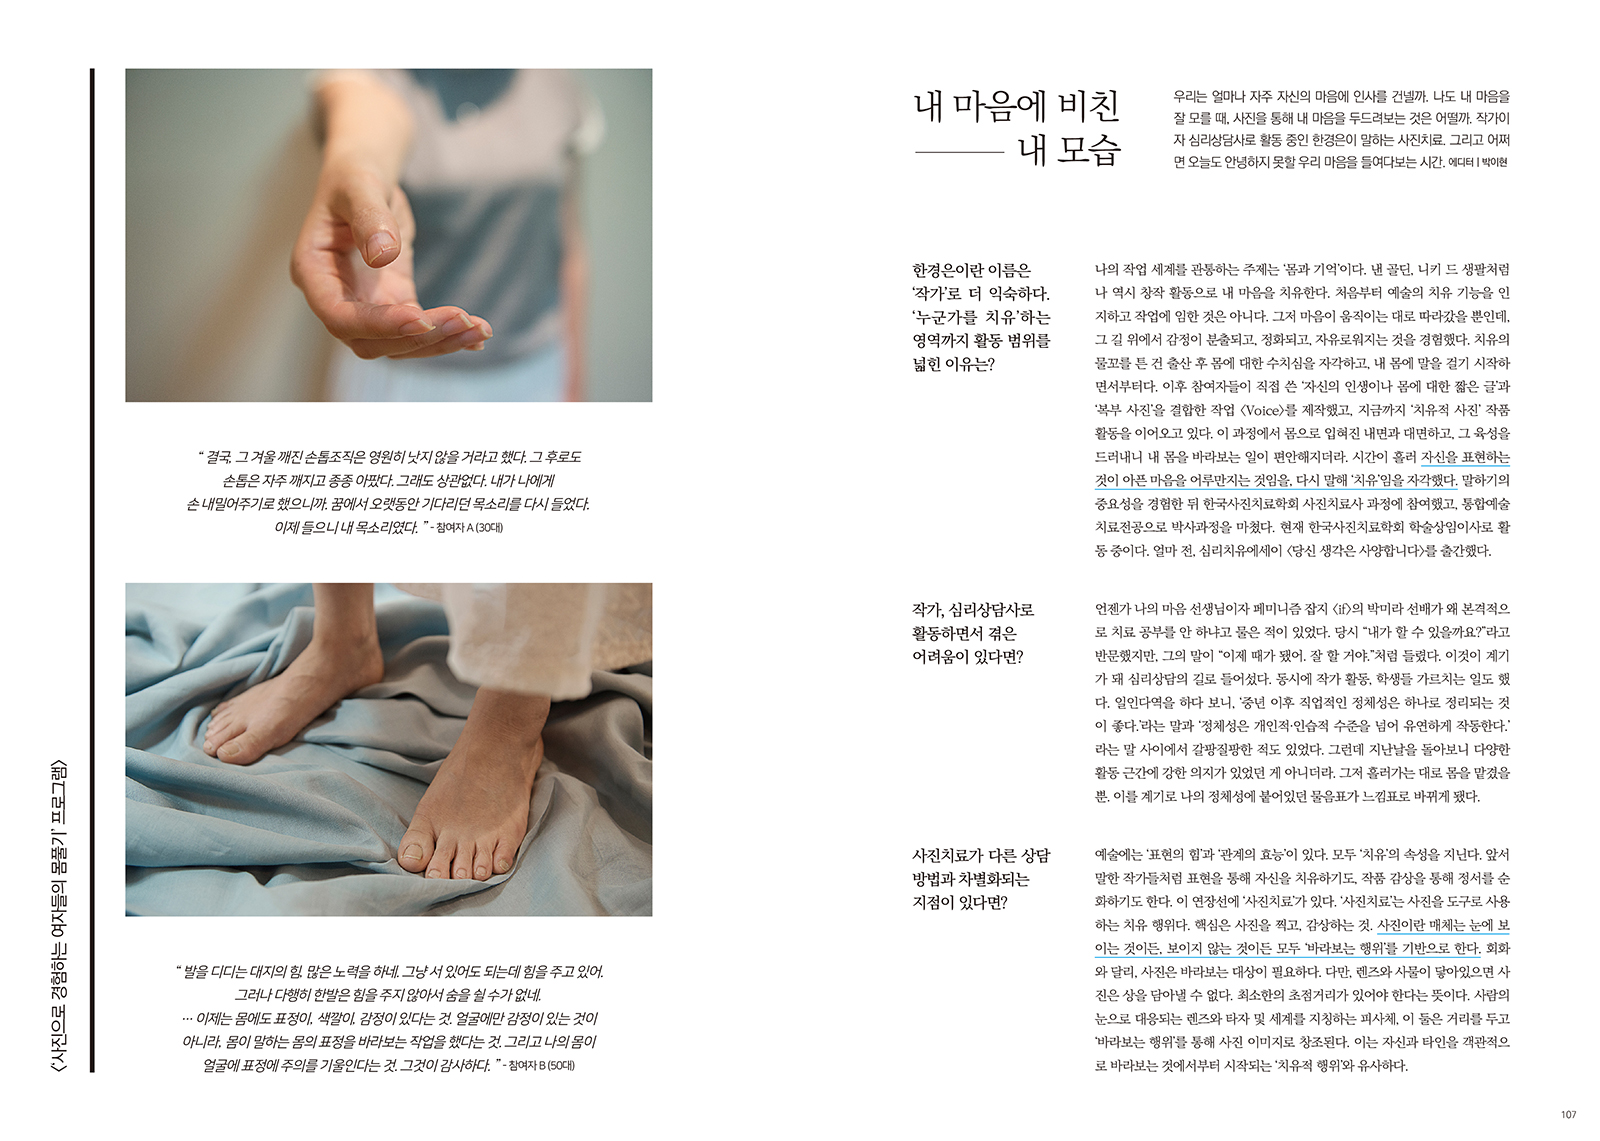 <‘사진으로 경험하는 여자들의 몸풀기’ 프로그램>
“ 결국, 그 겨울 깨진 손톱조직은 영원히 낫지 않을 거라고 했다. 그 후로도
손톱은 자주 깨지고 종종 아팠다. 그래도 상관없다. 내가 나에게
손 내밀어주기로 했으니까. 꿈에서 오랫동안 기다리던 목소리를 다시 들었다.
이제 들으니 내 목소리였다. ” - 참여자 A (30대)
“ 발을 디디는 대지의 힘. 많은 노력을 하네. 그냥 서 있어도 되는데 힘을 주고 있어.
그러나 다행히 한발은 힘을 주지 않아서 숨을 쉴 수가 없네.
… 이제는 몸에도 표정이, 색깔이, 감정이 있다는 것. 얼굴에만 감정이 있는 것이
아니라, 몸이 말하는 몸의 표정을 바라보는 작업을 했다는 것. 그리고 나의 몸이
얼굴에 표정에 주의를 기울인다는 것. 그것이 감사하다. ” - 참여자 B (50대)
내 마음에 비친
내 모습
우리는 얼마나 자주 자신의 마음에 인사를 건넬까. 나도 내 마음을
잘 모를 때, 사진을 통해 내 마음을 두드려보는 것은 어떨까. 작가이
자 심리상담사로 활동 중인 한경은이 말하는 사진치료. 그리고 어쩌
면 오늘도 안녕하지 못할 우리 마음을 들여다보는 시간. 에디터 | 박이현
한경은이란 이름은
‘작가’로 더 익숙하다.
‘누군가를 치유’하는
영역까지 활동 범위를
넓힌 이유는?
나의 작업 세계를 관통하는 주제는 ‘몸과 기억’이다. 낸 골딘, 니키 드 생팔처럼
나 역시 창작 활동으로 내 마음을 치유한다. 처음부터 예술의 치유 기능을 인
지하고 작업에 임한 것은 아니다. 그저 마음이 움직이는 대로 따라갔을 뿐인데,
그 길 위에서 감정이 분출되고, 정화되고, 자유로워지는 것을 경험했다. 치유의
물꼬를 튼 건 출산 후 몸에 대한 수치심을 자각하고, 내 몸에 말을 걸기 시작하
면서부터다. 이후 참여자들이 직접 쓴 ‘자신의 인생이나 몸에 대한 짧은 글’과
‘복부 사진’을 결합한 작업 〈Voice〉를 제작했고, 지금까지 ‘치유적 사진’ 작품
활동을 이어오고 있다. 이 과정에서 몸으로 입혀진 내면과 대면하고, 그 육성을
드러내니 내 몸을 바라보는 일이 편안해지더라. 시간이 흘러 자신을 표현하는
것이 아픈 마음을 어루만지는 것임을, 다시 말해 ‘치유’임을 자각했다. 말하기의
중요성을 경험한 뒤 한국사진치료학회 사진치료사 과정에 참여했고, 통합예술
치료전공으로 박사과정을 마쳤다. 현재 한국사진치료학회 학술상임이사로 활
동 중이다. 얼마 전, 심리치유에세이 〈당신 생각은 사양합니다〉를 출간했다.
작가, 심리상담사로
활동하면서 겪은
어려움이 있다면?
언젠가 나의 마음 선생님이자 페미니즘 잡지 〈if〉의 박미라 선배가 왜 본격적으
로 치료 공부를 안 하냐고 물은 적이 있었다. 당시 “내가 할 수 있을까요?”라고
반문했지만, 그의 말이 “이제 때가 됐어. 잘 할 거야.”처럼 들렸다. 이것이 계기
가 돼 심리상담의 길로 들어섰다. 동시에 작가 활동, 학생들 가르치는 일도 했
다. 일인다역을 하다 보니, ‘중년 이후 직업적인 정체성은 하나로 정리되는 것
이 좋다.’라는 말과 ‘정체성은 개인적·인습적 수준을 넘어 유연하게 작동한다.’
라는 말 사이에서 갈팡질팡한 적도 있었다. 그런데 지난날을 돌아보니 다양한
활동 근간에 강한 의지가 있었던 게 아니더라. 그저 흘러가는 대로 몸을 맡겼을
뿐. 이를 계기로 나의 정체성에 붙어있던 물음표가 느낌표로 바뀌게 됐다.
사진치료가 다른 상담
방법과 차별화되는
지점이 있다면?
예술에는 ‘표현의 힘’과 ‘관계의 효능’이 있다. 모두 ‘치유’의 속성을 지닌다. 앞서
말한 작가들처럼 표현을 통해 자신을 치유하기도, 작품 감상을 통해 정서를 순
화하기도 한다. 이 연장선에 ‘사진치료’가 있다. ‘사진치료’는 사진을 도구로 사용
하는 치유 행위다. 핵심은 사진을 찍고, 감상하는 것. 사진이란 매체는 눈에 보
이는 것이든, 보이지 않는 것이든 모두 ‘바라보는 행위’를 기반으로 한다. 회화
와 달리, 사진은 바라보는 대상이 필요하다. 다만, 렌즈와 사물이 닿아있으면 사
진은 상을 담아낼 수 없다. 최소한의 초점거리가 있어야 한다는 뜻이다. 사람의
눈으로 대응되는 렌즈와 타자 및 세계를 지칭하는 피사체, 이 둘은 거리를 두고
‘바라보는 행위’를 통해 사진 이미지로 창조된다. 이는 자신과 타인을 객관적으
로 바라보는 것에서부터 시작되는 ‘치유적 행위’와 유사하다.
107